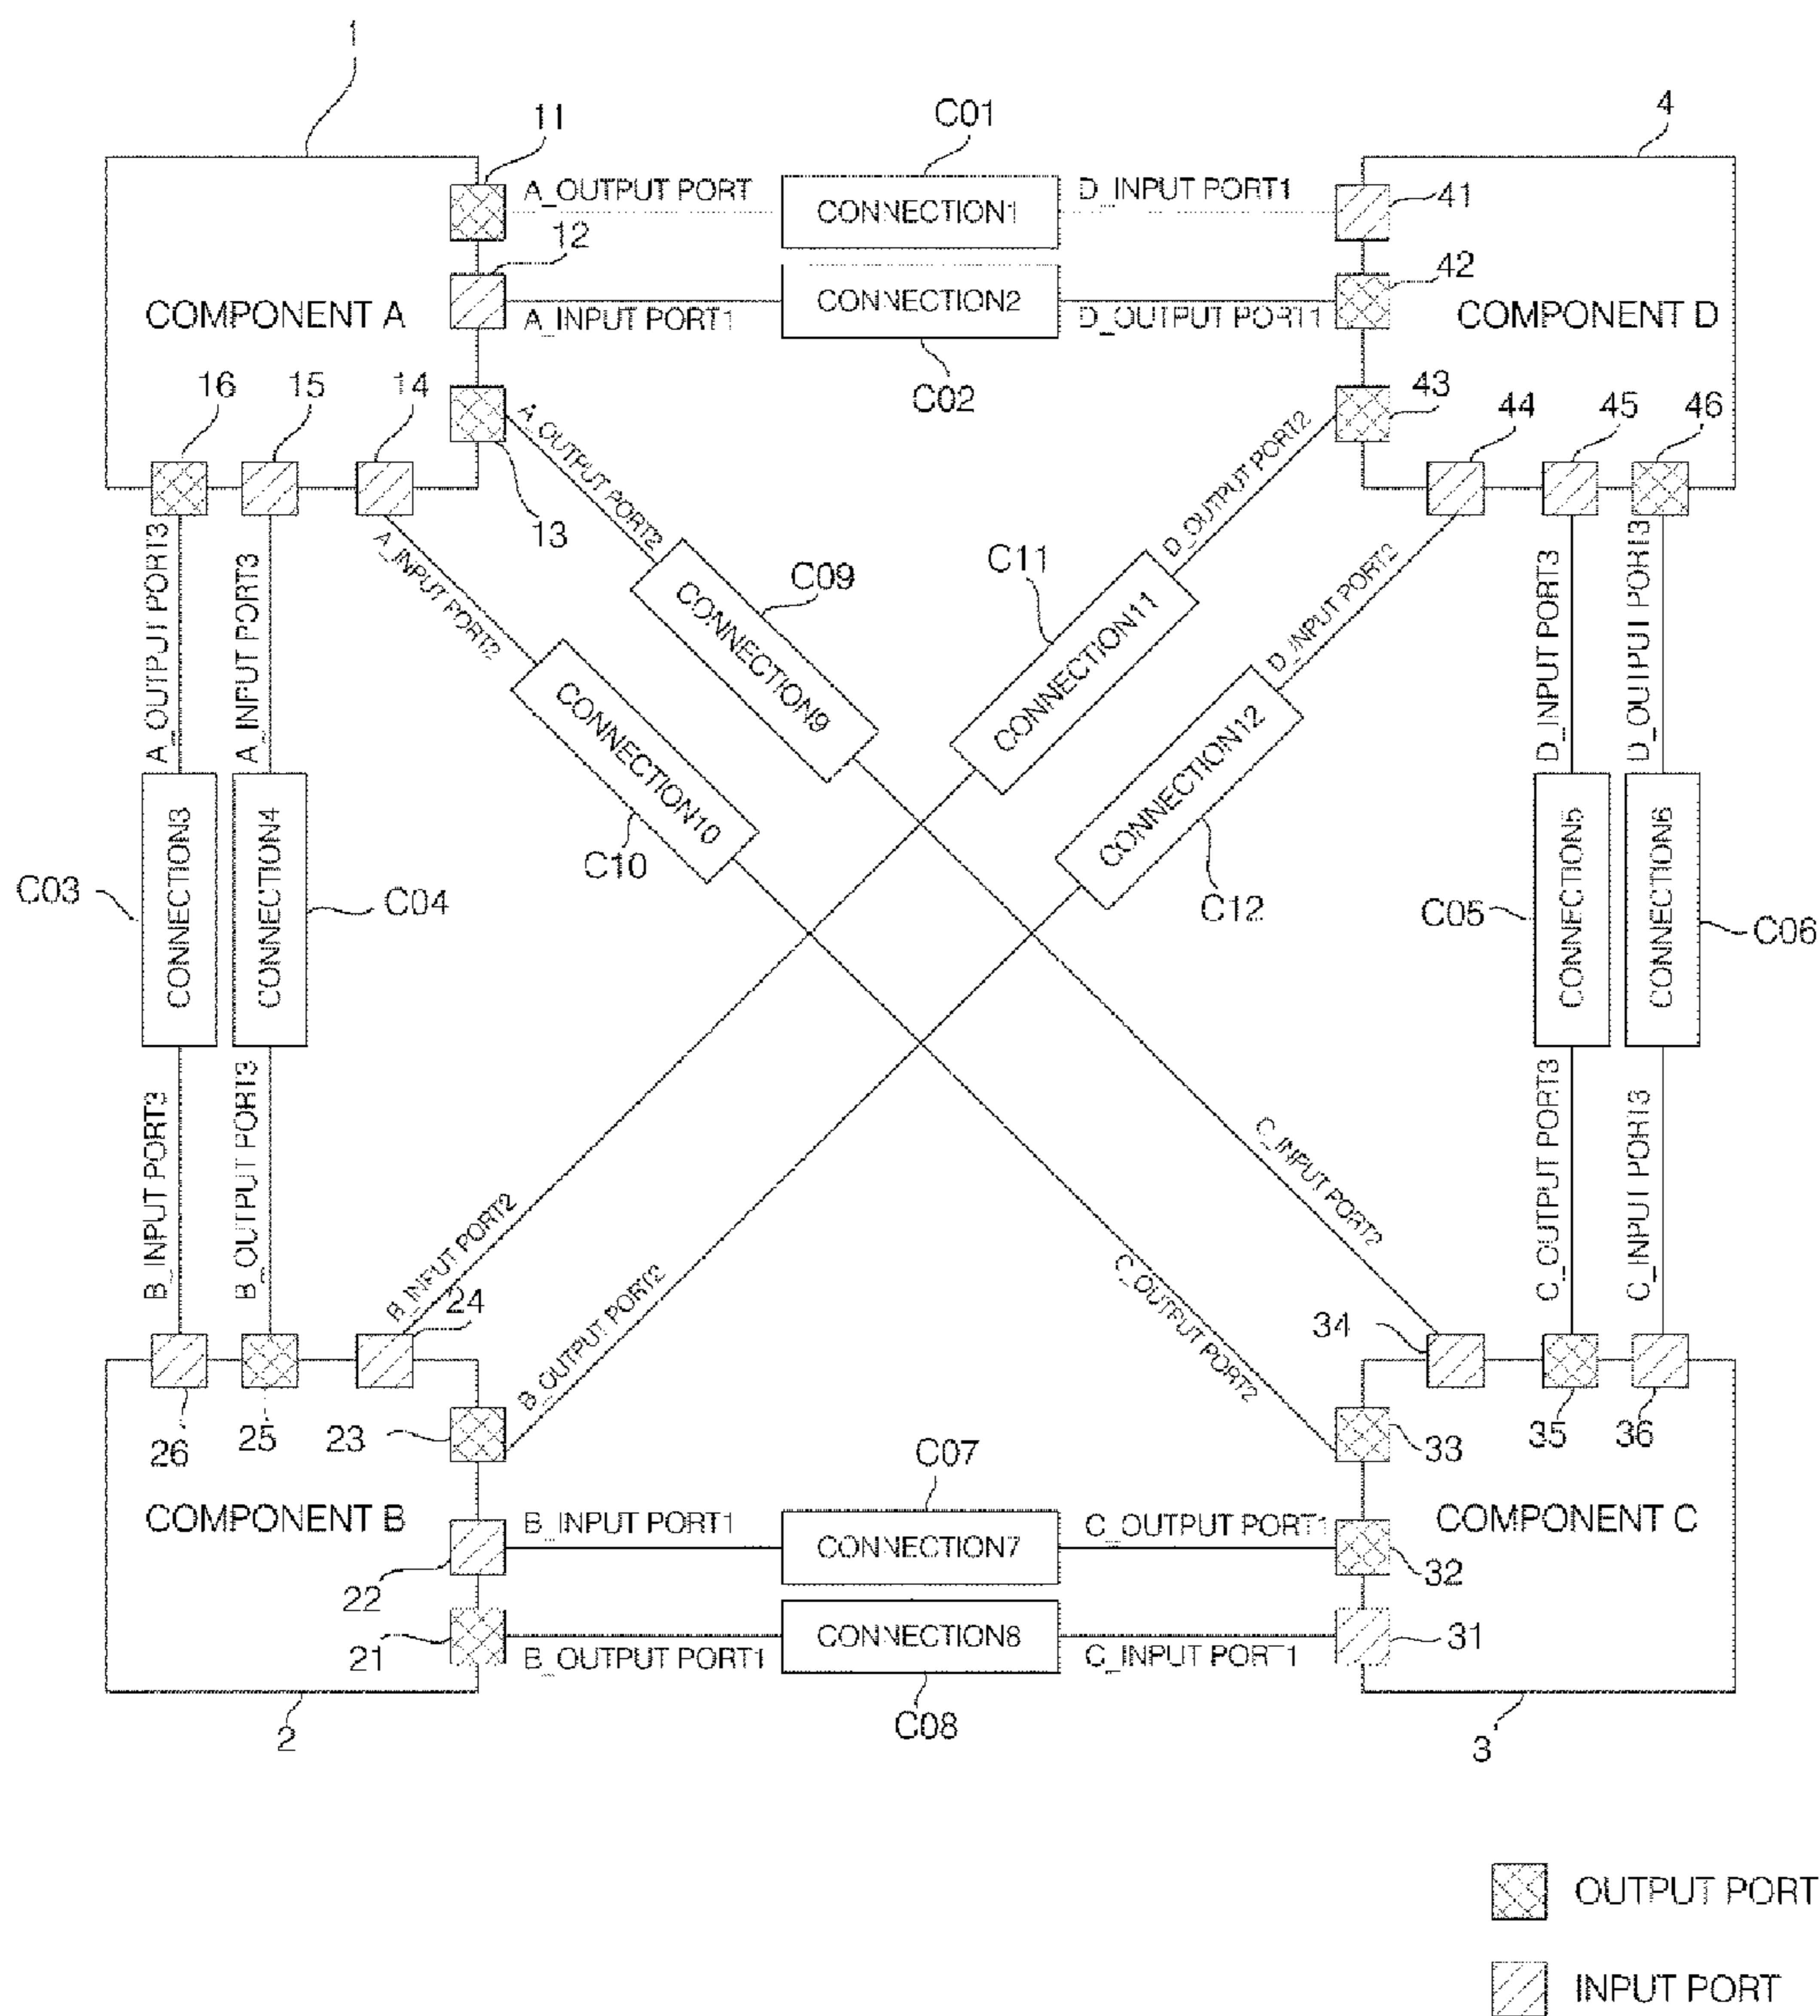 1
C01
4
11
A_OUTPUT PORT
CONNECTION1
D_INPUT PORT1
41
12
42
COMPONENT A
A_INPUT PORT1
CONNECTION2
D_OUTPUT PORT1
COMPONENT D
C02
16
15
14
43
44
45
46
13
A_OUTPUT PORT2
D_OUTPUT PORT2
A_INPUT PORT2
D_INPUT PORT2
A_OUTPUT PORT3
A_INPUT PORT3
D_INPUT PORT3
D_OUTPUT PORT3
C09
C11
CONNECTION9
CONNECTION11
CONNECTION10
CONNECTION12
C10
C12
C03
CONNECTION3
CONNECTION4
C04
C05
CONNECTION5
CONNECTION6
C06
B_INPUT PORT3
B_OUTPUT PORT3
B_INPUT PORT2
B_OUTPUT PORT2
C_INPUT PORT2
C_OUTPUT PORT2
C_OUTPUT PORT3
C_INPUT PORT3
24
34
26
25
23
33
35
36
C07
COMPONENT B
B_INPUT PORT1
CONNECTION7
C_OUTPUT PORT1
COMPONENT C
22
32
21
B_OUTPUT PORT1
CONNECTION8
C_INPUT PORT1
31
2
C08
3
OUTPUT PORT
INPUT PORT